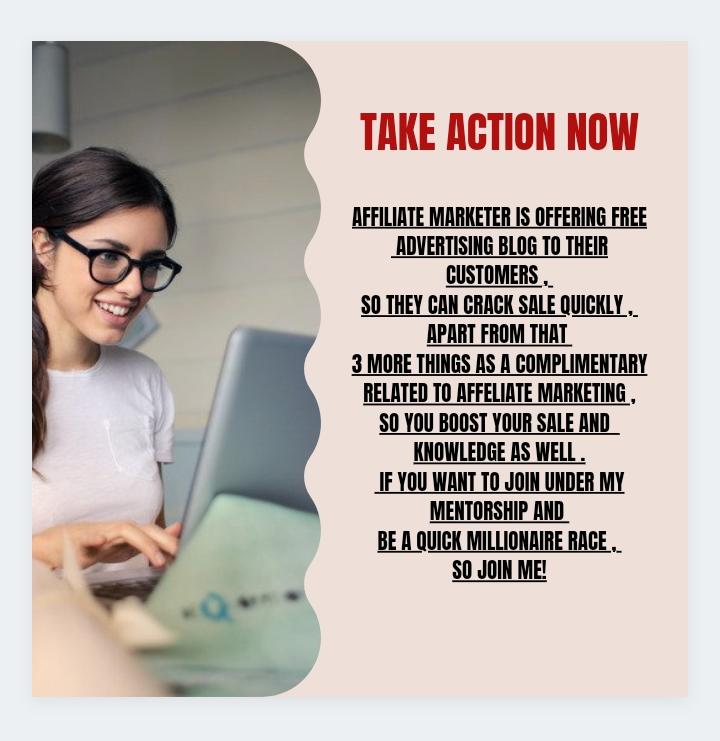 TAKE ACTION NOW
AFFILIATE MARKETER IS OFFERING FREE
ADVERTISING BLOG TO THEIR
CUSTOMERS ,
SO THEY CAN CRACK SALE QUICKLY ,
APART FROM THAT
3 MORE THINGS AS A COMPLIMENTARY
RELATED TO AFFELIATE MARKETING ,
SO YOU BOOST YOUR SALE AND
KNOWLEDGE AS WELL .
IF YOU WANT TO JOIN UNDER MY
MENTORSHIP AND
BE A QUICK MILLIONAIRE RACE ,
SO JOIN ME!